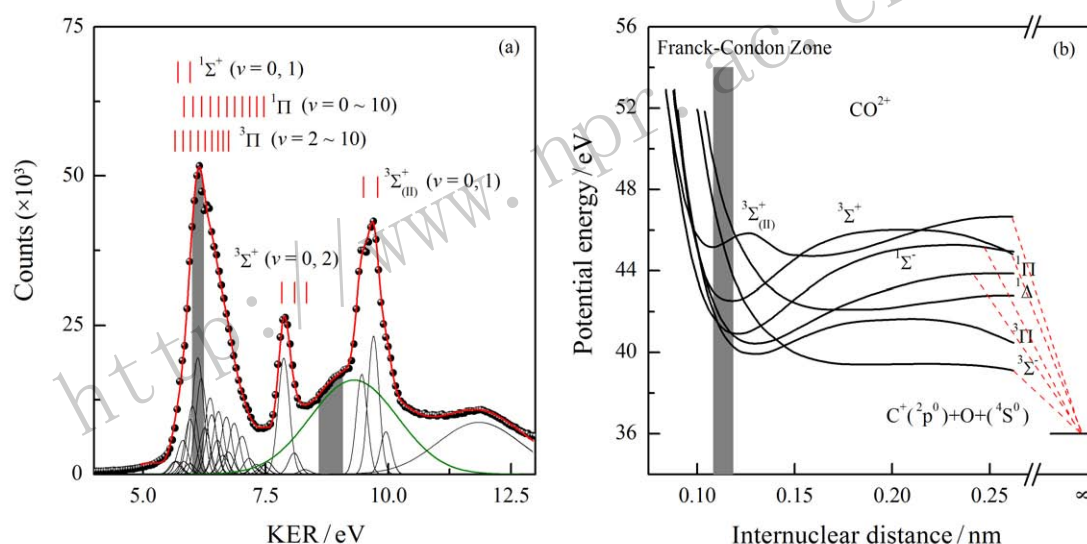 (a)
¹Σ⁺ (v = 0, 1)
¹Π (v = 0 ~ 10)
³Π (v = 2 ~ 10)
³Σ⁺(II) (v = 0, 1)
³Σ⁺ (v = 0, 2)
Counts (×10³)
75
50
25
0
5.0 7.5 10.0 12.5
KER / eV
(b)
Franck-Condon Zone
CO²⁺
³Σ⁺(II)
³Σ⁺
¹Σ⁻
¹Π
¹Δ
³Π
³Σ⁻
C⁺(²p⁰)+O+(⁴S⁰)
Potential energy / eV
56
52
48
44
40
36
0.10 0.15 0.20 0.25 ∞
Internuclear distance / nm
http://www.npr.ac.cn